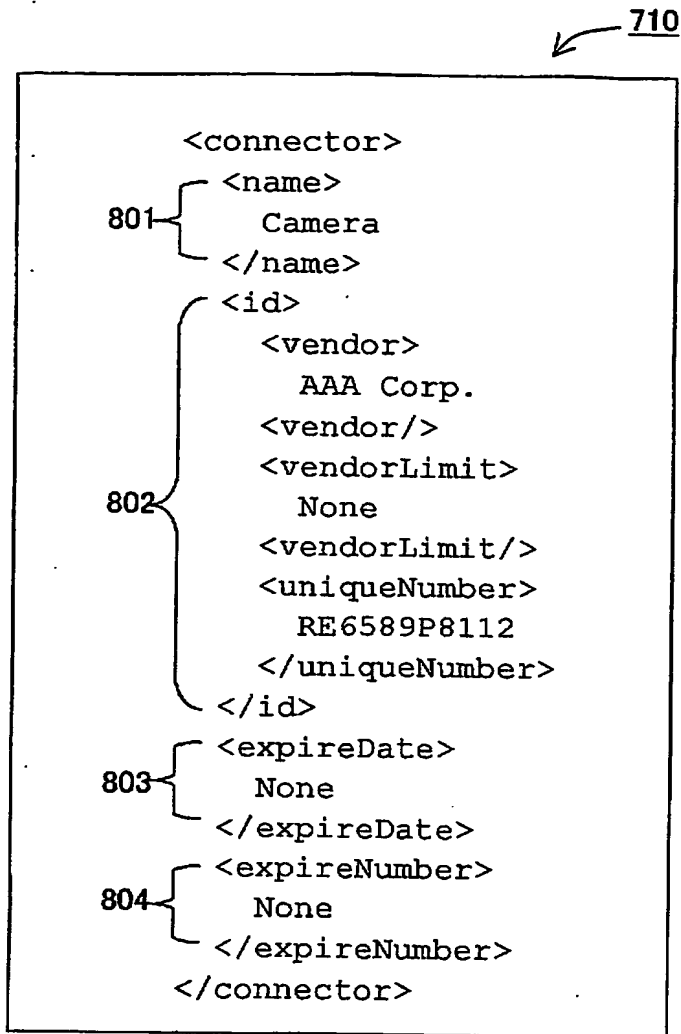 710
<connector>
<name>
801
Camera
</name>
<id>
<vendor>
AAA Corp.
<vendor/>
<vendorLimit>
802
None
<vendorLimit/>
<uniqueNumber>
RE6589P8112
</uniqueNumber>
</id>
<expireDate>
803
None
</expireDate>
<expireNumber>
804
None
</expireNumber>
</connector>